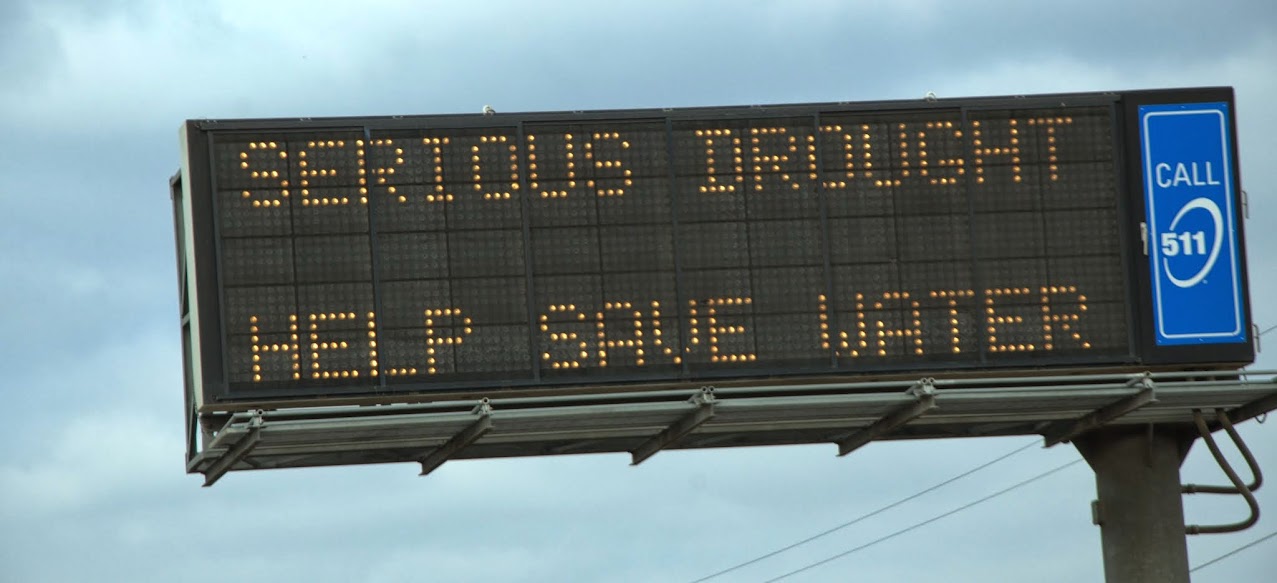 SERIOUS DROUGHT
HELP SAVE WATER
CALL
511